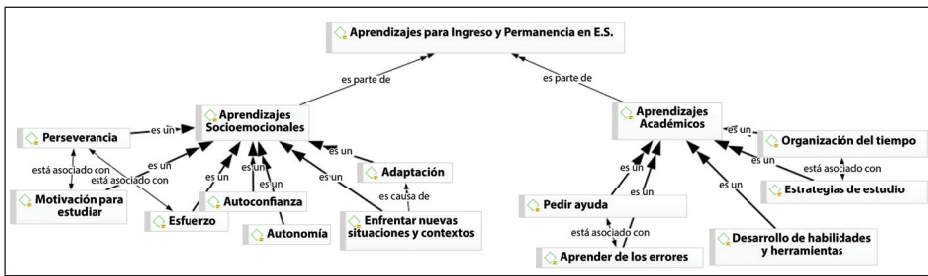 Aprendizajes para Ingreso y Permanencia en E.S.
es parte de
es parte de
Aprendizajes
Socioemocionales
Aprendizajes
Académicos
Perseverancia
es un
es un
Organización del tiempo
está asociado con
está asociado con
es un
es un
Adaptación
es un
está asociado con
Motivación para
estudiar
es un
es un
es un
es un
es causa de
es un
es un
es un
Estrategias de estudio
Esfuerzo
Autoconfianza
Autonomía
Enfrentar nuevas
situaciones y contextos
Pedir ayuda
está asociado con
Aprender de los errores
Desarrollo de habilidades
y herramientas